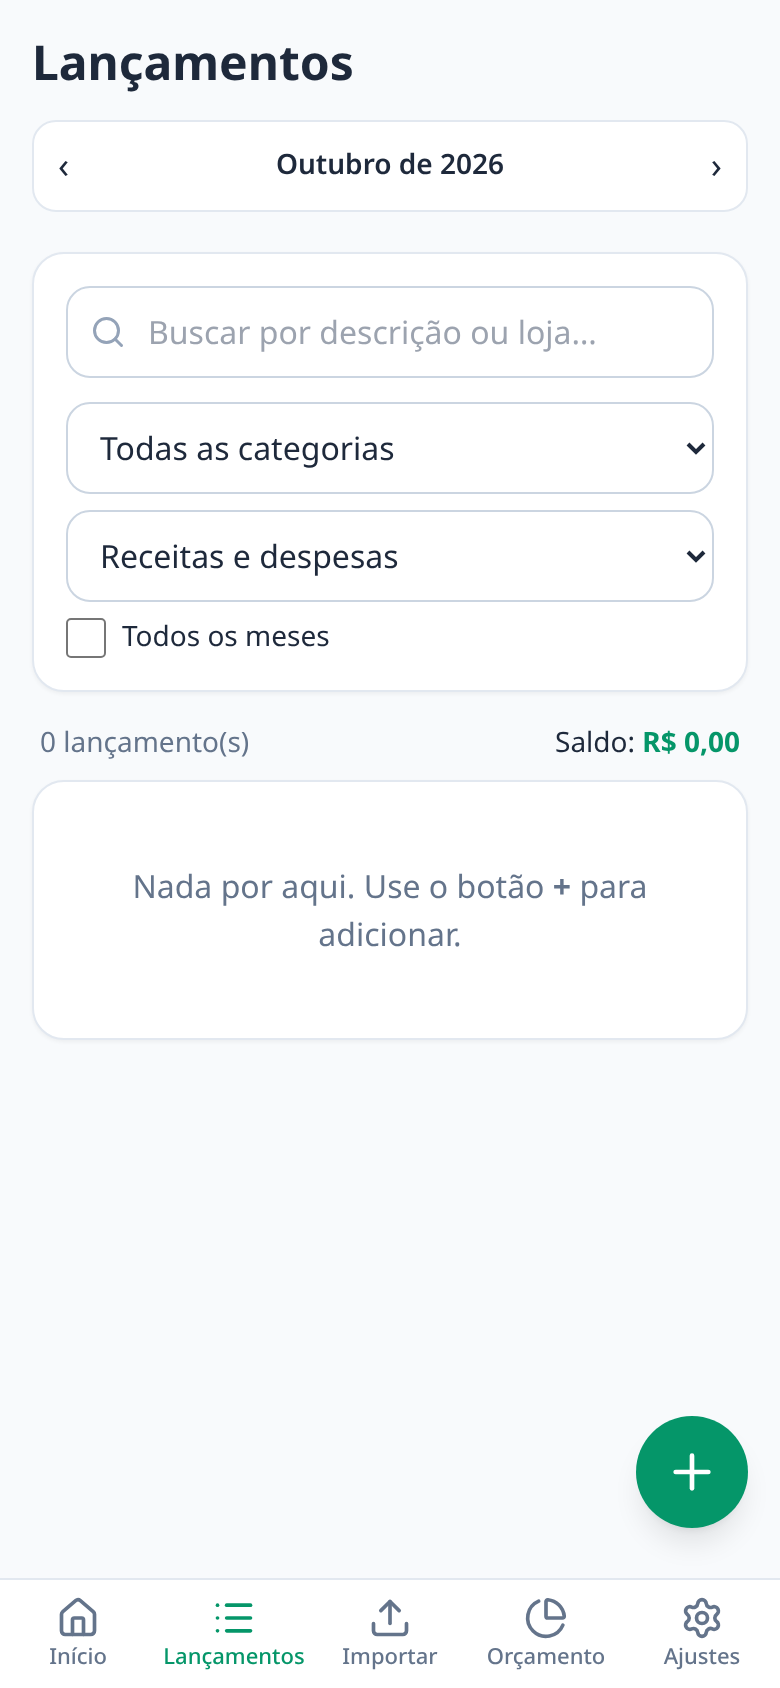 Lançamentos
‹ Outubro de 2026 ›
Buscar por descrição ou loja...
Todas as categorias
Receitas e despesas
Todos os meses
0 lançamento(s) Saldo: R$ 0,00
Nada por aqui. Use o botão + para
adicionar.
Início Lançamentos Importar Orçamento Ajustes